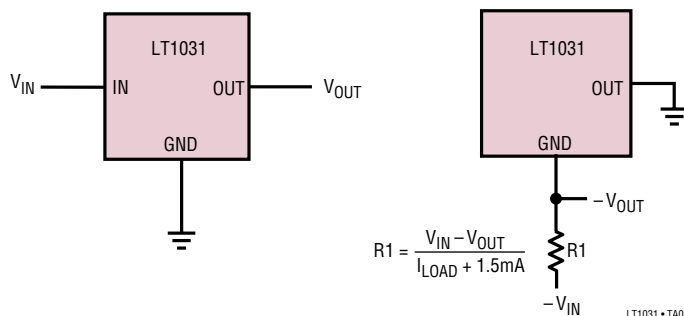 LT1031
V_IN
IN
OUT
V_OUT
GND
LT1031
OUT
GND
–V_OUT
R1 = V_IN – V_OUT / I_LOAD + 1.5mA
R1
–V_IN
LT1031 • TA0